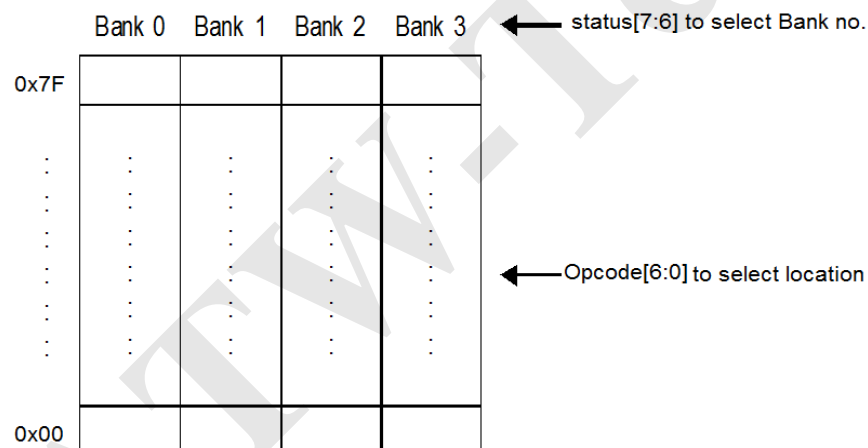 Bank 0 Bank 1 Bank 2 Bank 3 status[7:6] to select Bank no.
0x7F
Opcode[6:0] to select location
0x00